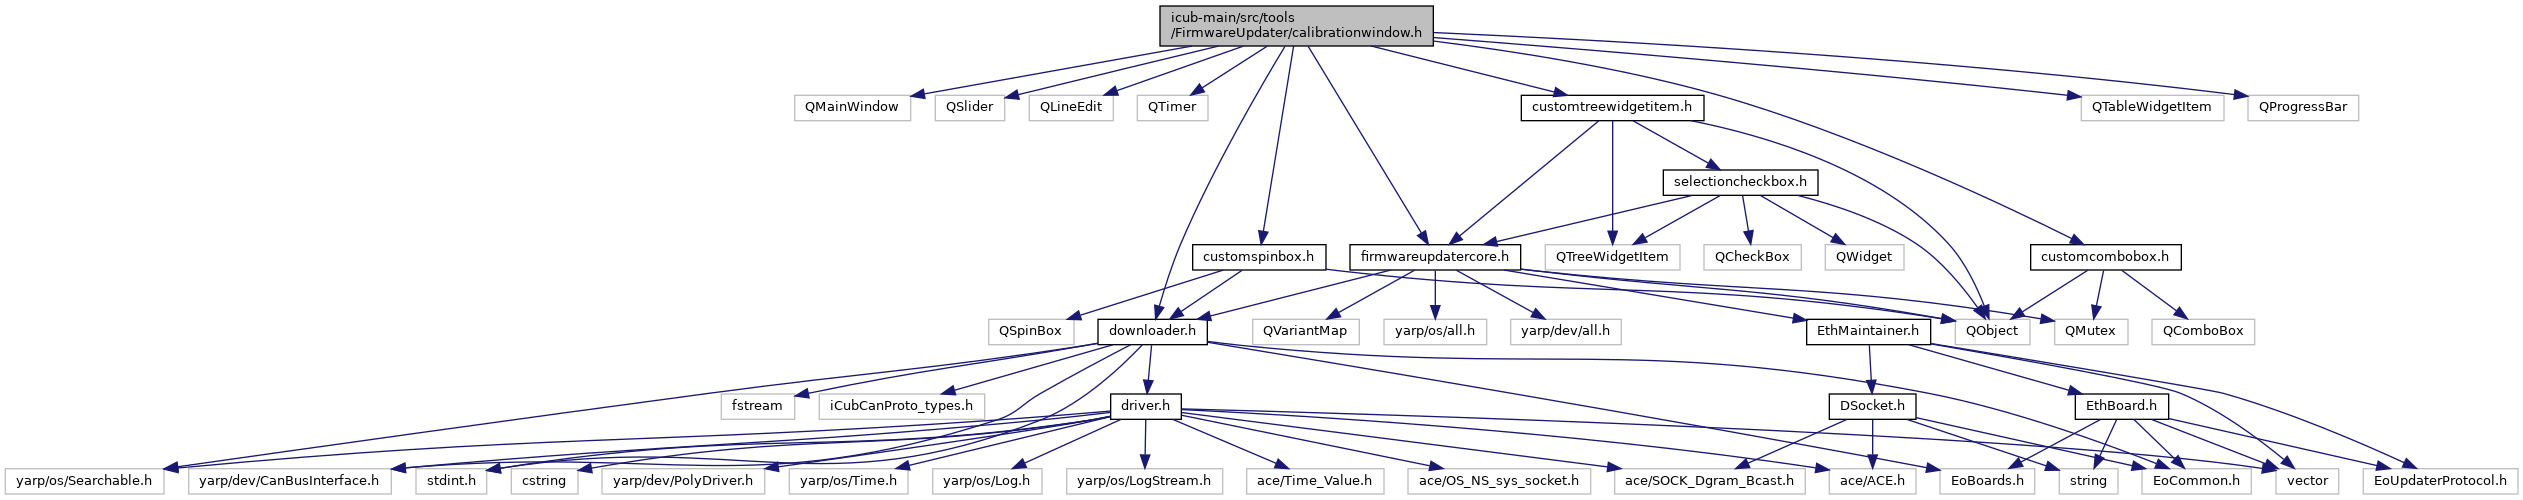 icub-main/src/tools
/FirmwareUpdater/calibrationwindow.h
QMainWindow
QSlider
QLineEdit
QTimer
customtreewidgetitem.h
QTableWidgetItem
QProgressBar
selectioncheckbox.h
customspinbox.h
firmwareupdatercore.h
QTreeWidgetItem
QCheckBox
QWidget
customcombobox.h
QSpinBox
downloader.h
QVariantMap
yarp/os/all.h
yarp/dev/all.h
EthMaintainer.h
QObject
QMutex
QComboBox
fstream
iCubCanProto_types.h
driver.h
DSocket.h
EthBoard.h
yarp/os/Searchable.h
yarp/dev/CanBusInterface.h
stdint.h
cstring
yarp/dev/PolyDriver.h
yarp/os/Time.h
yarp/os/Log.h
yarp/os/LogStream.h
ace/Time_Value.h
ace/OS_NS_sys_socket.h
ace/SOCK_Dgram_Bcast.h
ace/ACE.h
EoBoards.h
string
EoCommon.h
vector
EoUpdaterProtocol.h